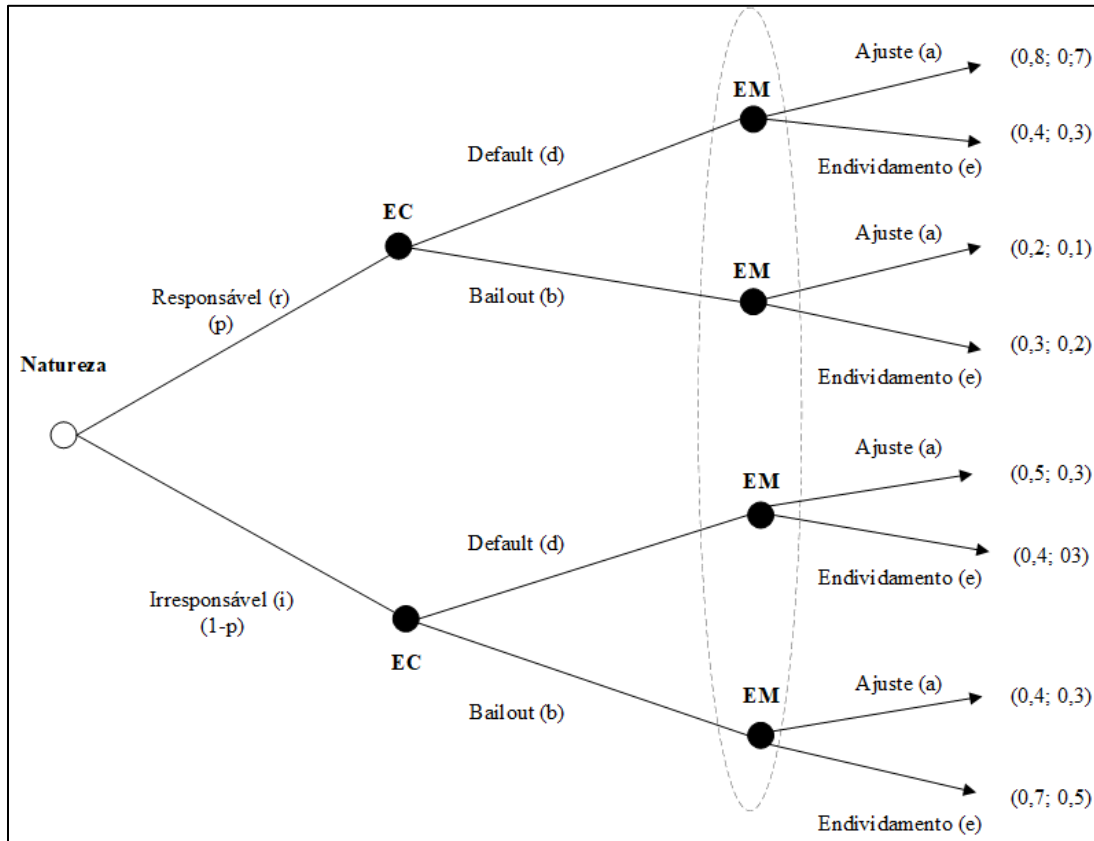 Ajuste (a)
(0,8; 0;7)
EM
(0,4; 0,3)
Default (d)
Endividamento (e)
EC
Ajuste (a)
(0,2; 0,1)
EM
Responsável (r)
(p)
Bailout (b)
(0,3; 0,2)
Natureza
Endividamento (e)
Ajuste (a)
(0,5; 0,3)
EM
Default (d)
(0,4; 03)
Irresponsável (i)
(1-p)
Endividamento (e)
EC
Ajuste (a)
(0,4; 0,3)
EM
Bailout (b)
(0,7; 0,5)
Endividamento (e)